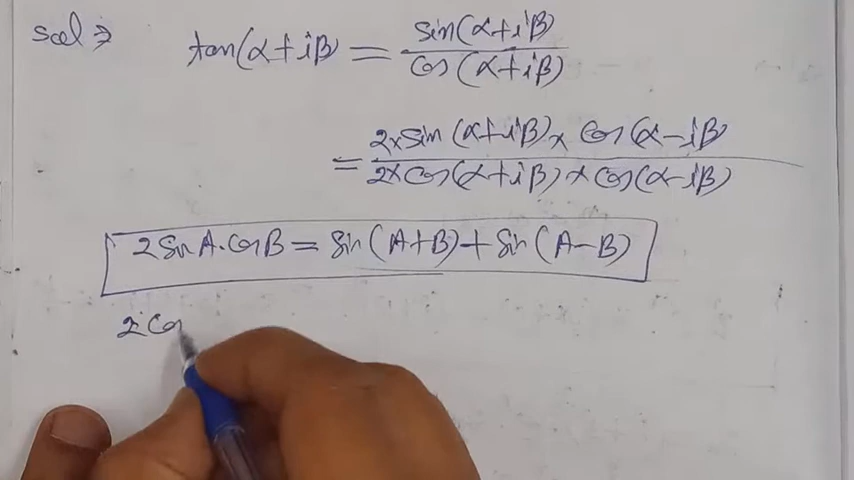 sol ⇒ tan(α+iβ) = sin(α+iβ) / cos(α+iβ)
= 2×sin(α+iβ) × cos(α-iβ) / 2×cos(α+iβ) × cos(α-iβ)
2 sin A . cos B = sin(A+B) + sin(A-B)
2 Co